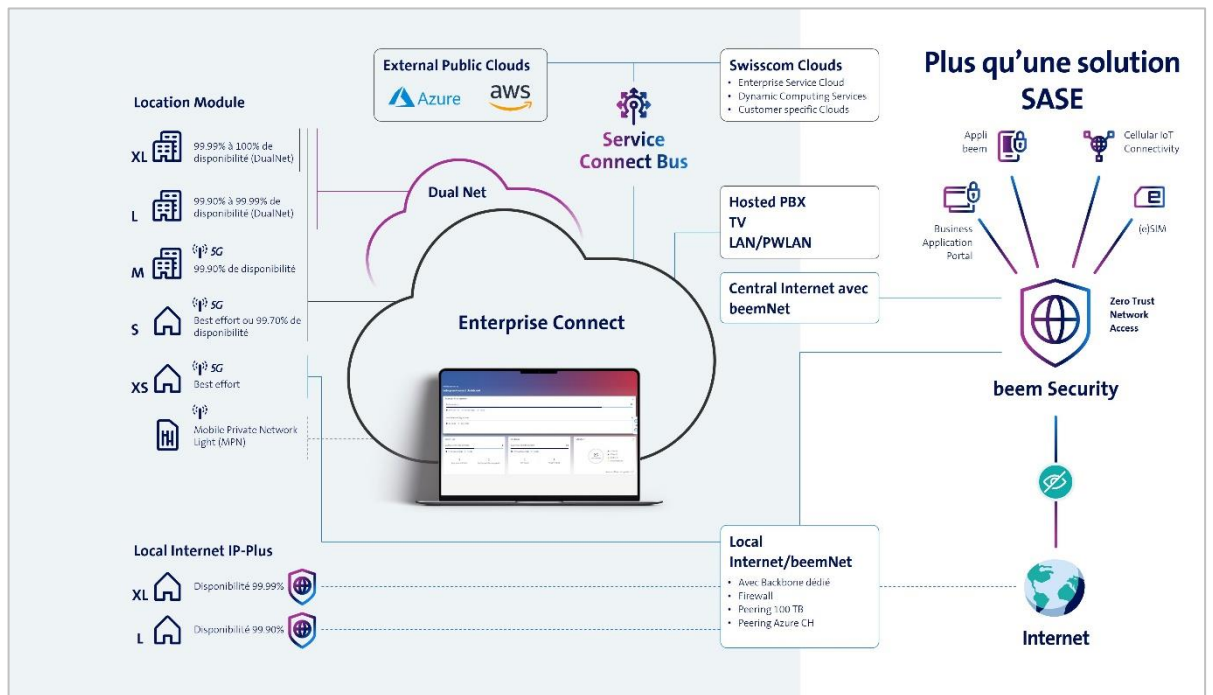 Location Module
XL
99.99% à 100% de
disponibilité (DualNet)
L
99.90% à 99.99% de
disponibilité (DualNet)
M
5G
99.90% de disponibilité
S
5G
Best effort ou 99.70% de
disponibilité
XS
5G
Best effort
Mobile Private Network
Light (MPN)
Local Internet IP-Plus
XL
Disponibilité 99.99%
L
Disponibilité 99.90%
External Public Clouds
Azure
aws
Service
Connect Bus
Dual Net
Enterprise Connect
Swisscom Clouds
• Enterprise Service Cloud
• Dynamic Computing Services
• Customer specific Clouds
Hosted PBX
TV
LAN/PWLAN
Central Internet avec
beemNet
Local
Internet/beemNet
• Avec Backbone dédié
• Firewall
• Peering 100 TB
• Peering Azure CH
Plus qu’une solution
SASE
Appli
beem
Cellular IoT
Connectivity
Business
Application
Portal
(e)SIM
Zero Trust
Network
Access
beem Security
Internet